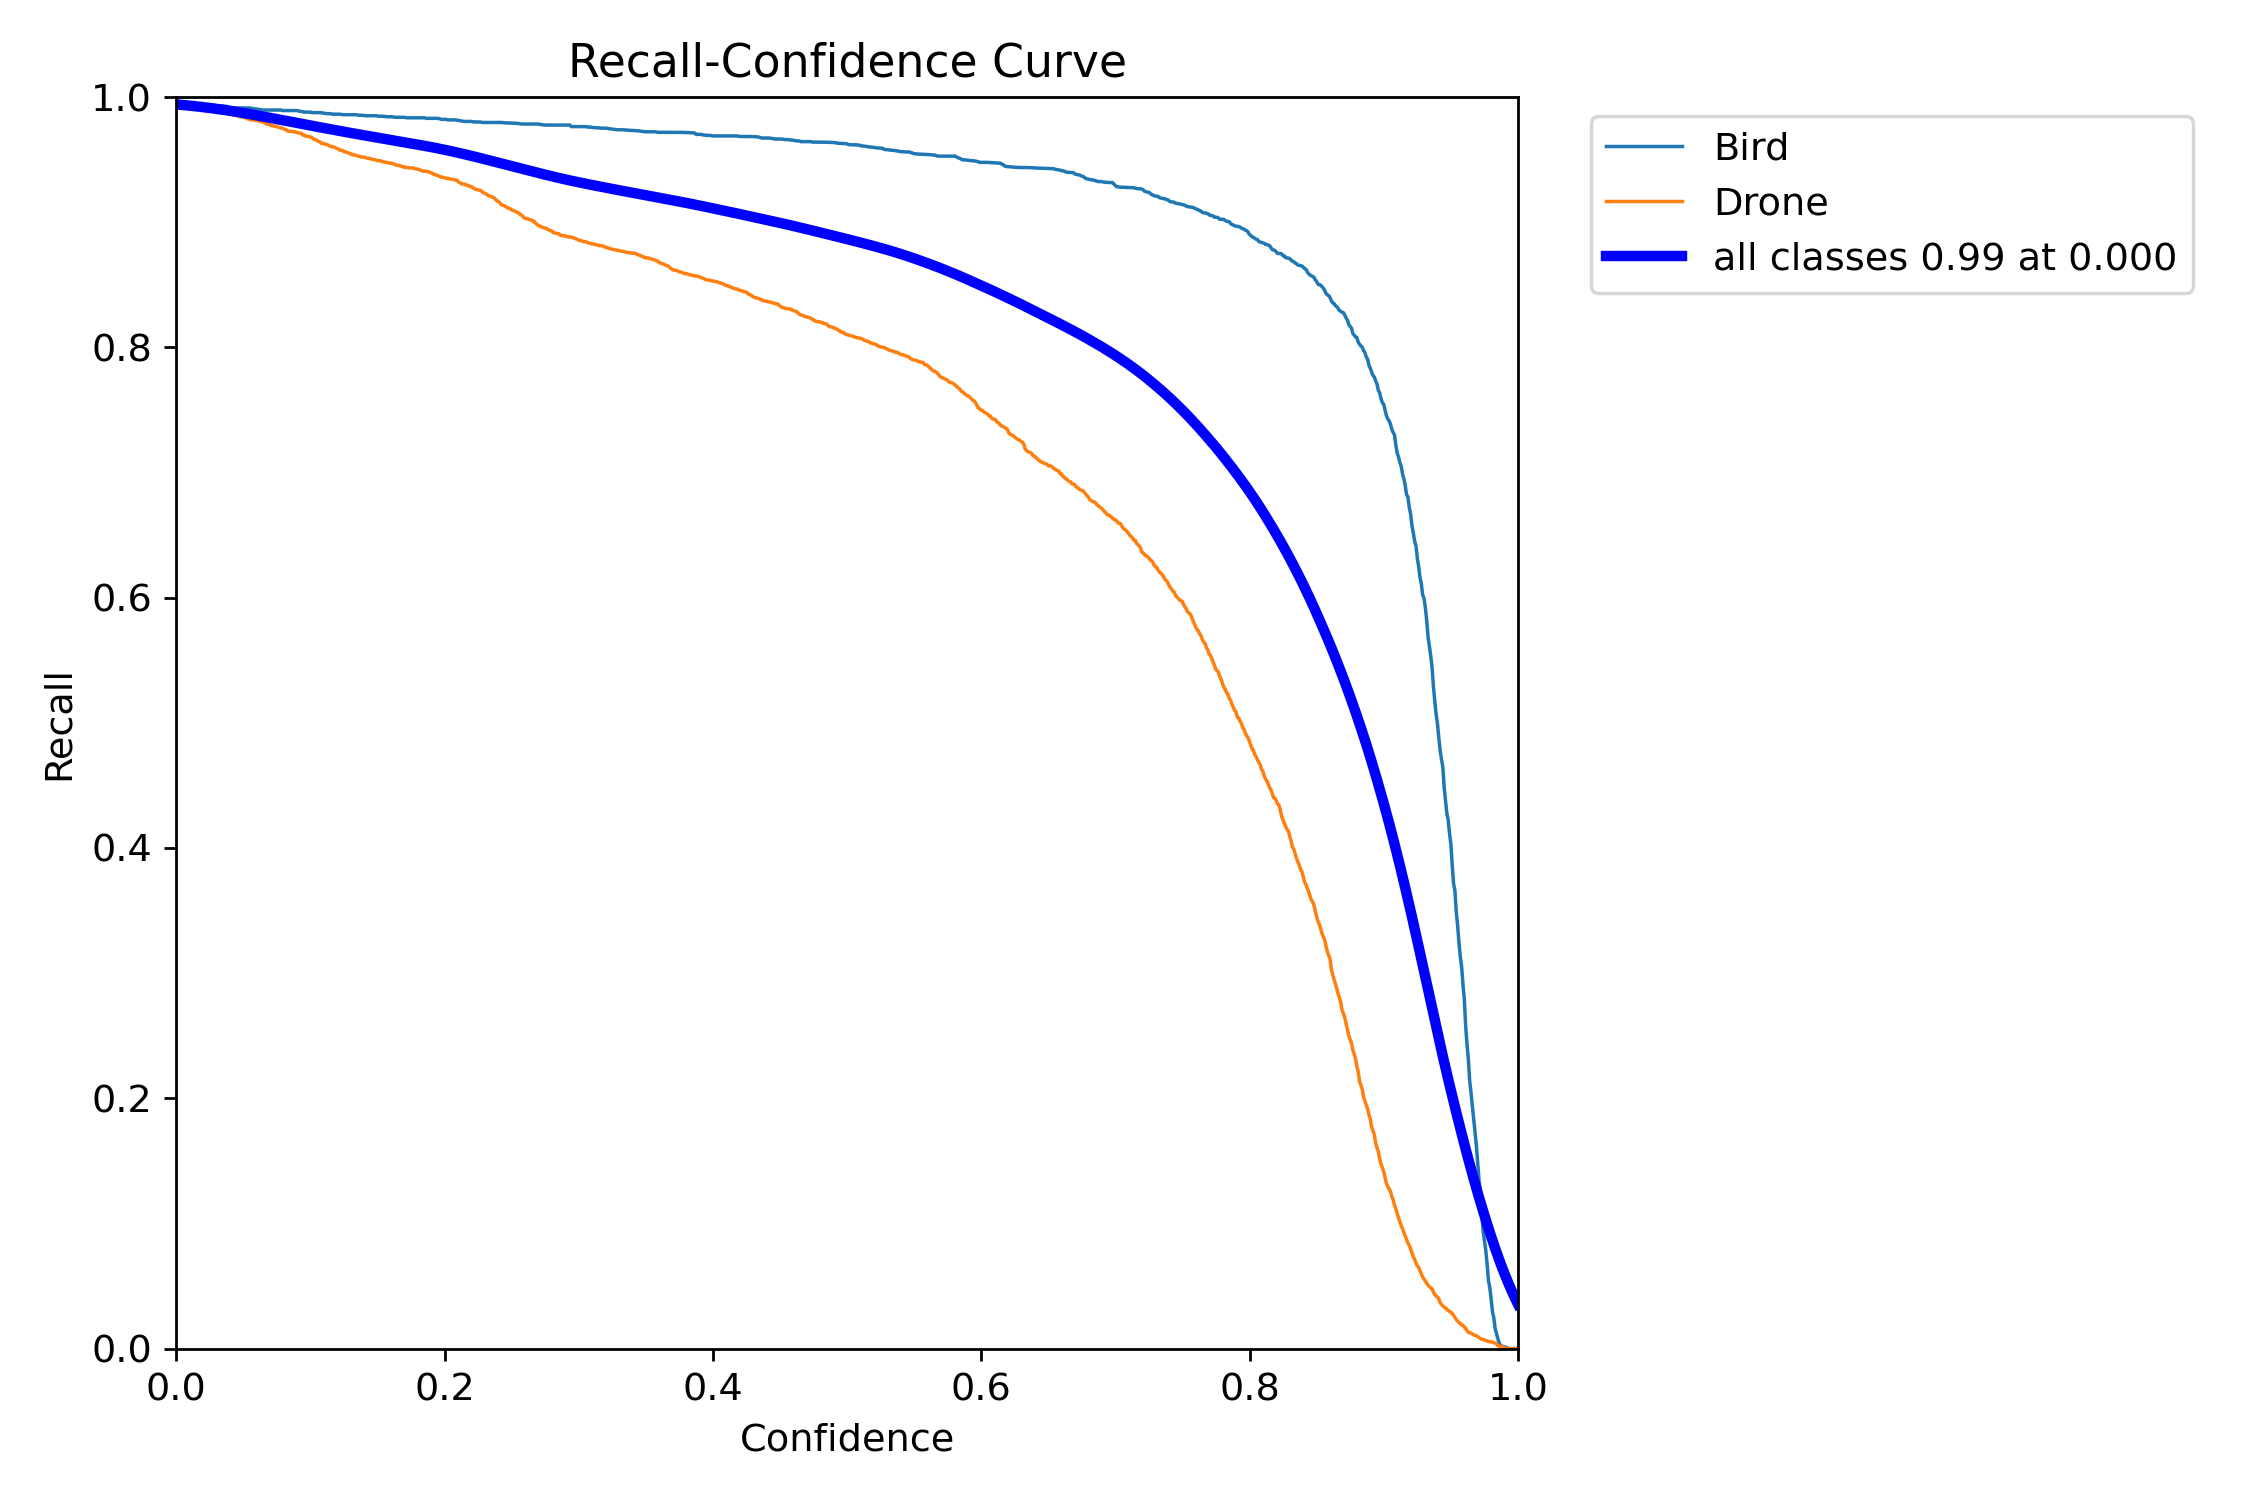 Recall-Confidence Curve
1.0
0.8
0.6
0.4
0.2
0.0
Recall
0.0 0.2 0.4 0.6 0.8 1.0
Confidence
Bird
Drone
all classes 0.99 at 0.000